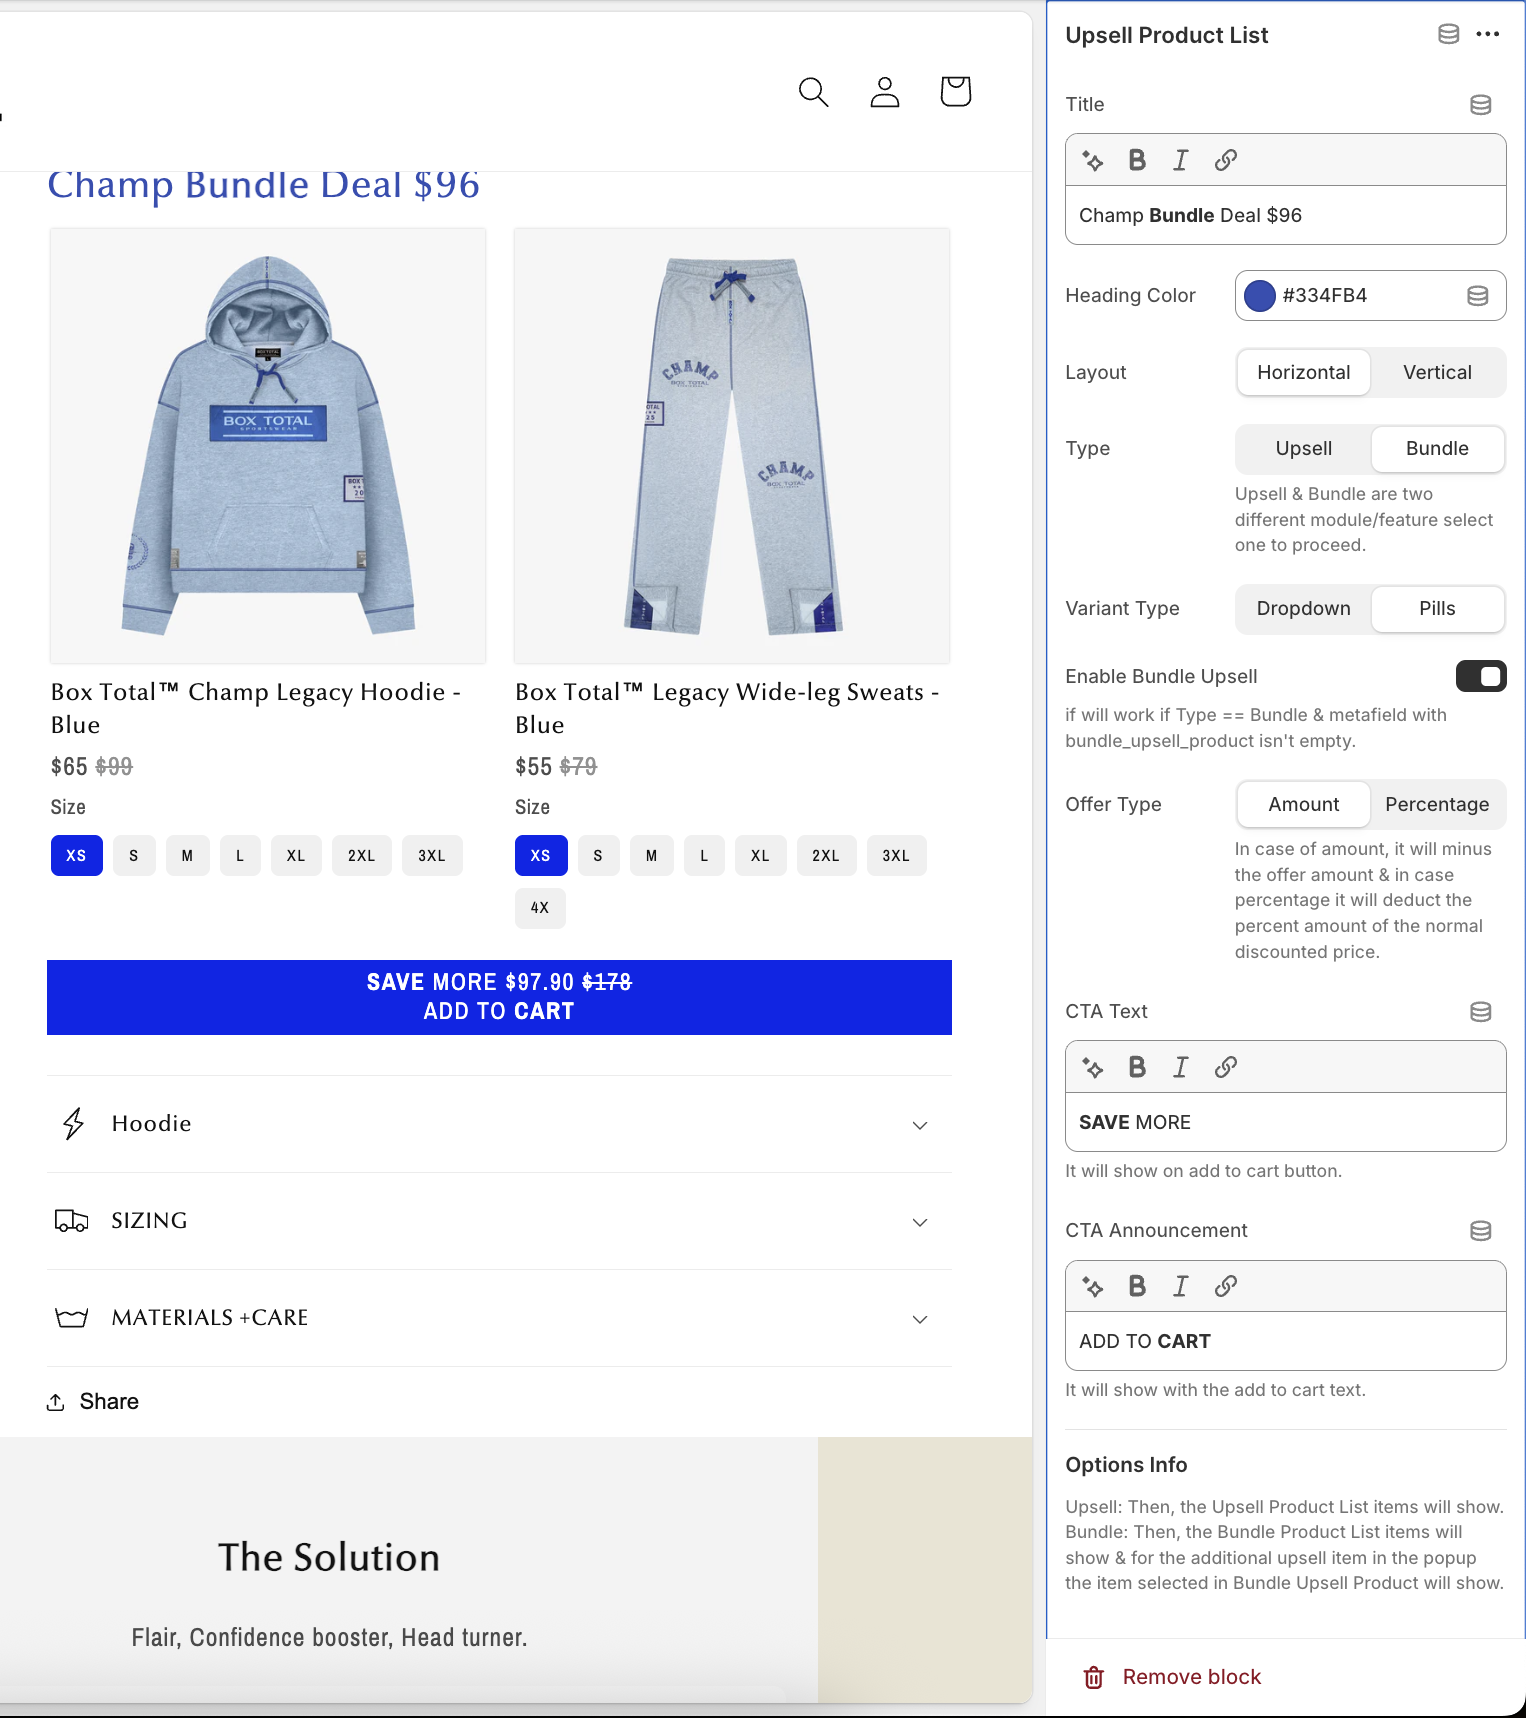 Champ Bundle Deal $96
BOX TOTAL
BOX TOTAL
SPORTSWEAR
CHAMP
BOX TOTAL
CHAMP
BOX TOTAL
Box Total™ Champ Legacy Hoodie -
Blue
$65 $99
Size
XS S M L XL 2XL 3XL
Box Total™ Legacy Wide-leg Sweats -
Blue
$55 $79
Size
XS S M L XL 2XL 3XL
4X
SAVE MORE $97.90 $178
ADD TO CART
Hoodie
SIZING
MATERIALS +CARE
Share
The Solution
Flair, Confidence booster, Head turner.
Upsell Product List
Title
Champ Bundle Deal $96
Heading Color #334FB4
Layout Horizontal Vertical
Type Upsell Bundle
Upsell & Bundle are two
different module/feature select
one to proceed.
Variant Type Dropdown Pills
Enable Bundle Upsell
if will work if Type == Bundle & metafield with
bundle_upsell_product isn't empty.
Offer Type Amount Percentage
In case of amount, it will minus
the offer amount & in case
percentage it will deduct the
percent amount of the normal
discounted price.
CTA Text
SAVE MORE
It will show on add to cart button.
CTA Announcement
ADD TO CART
It will show with the add to cart text.
Options Info
Upsell: Then, the Upsell Product List items will show.
Bundle: Then, the Bundle Product List items will
show & for the additional upsell item in the popup
the item selected in Bundle Upsell Product will show.
Remove block